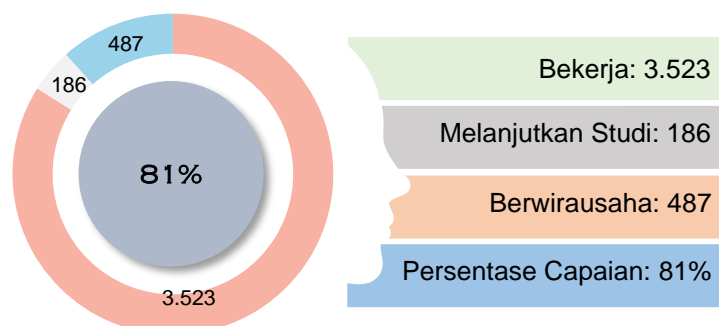 487
186
81%
3.523
Bekerja: 3.523
Melanjutkan Studi: 186
Berwirausaha: 487
Persentase Capaian: 81%